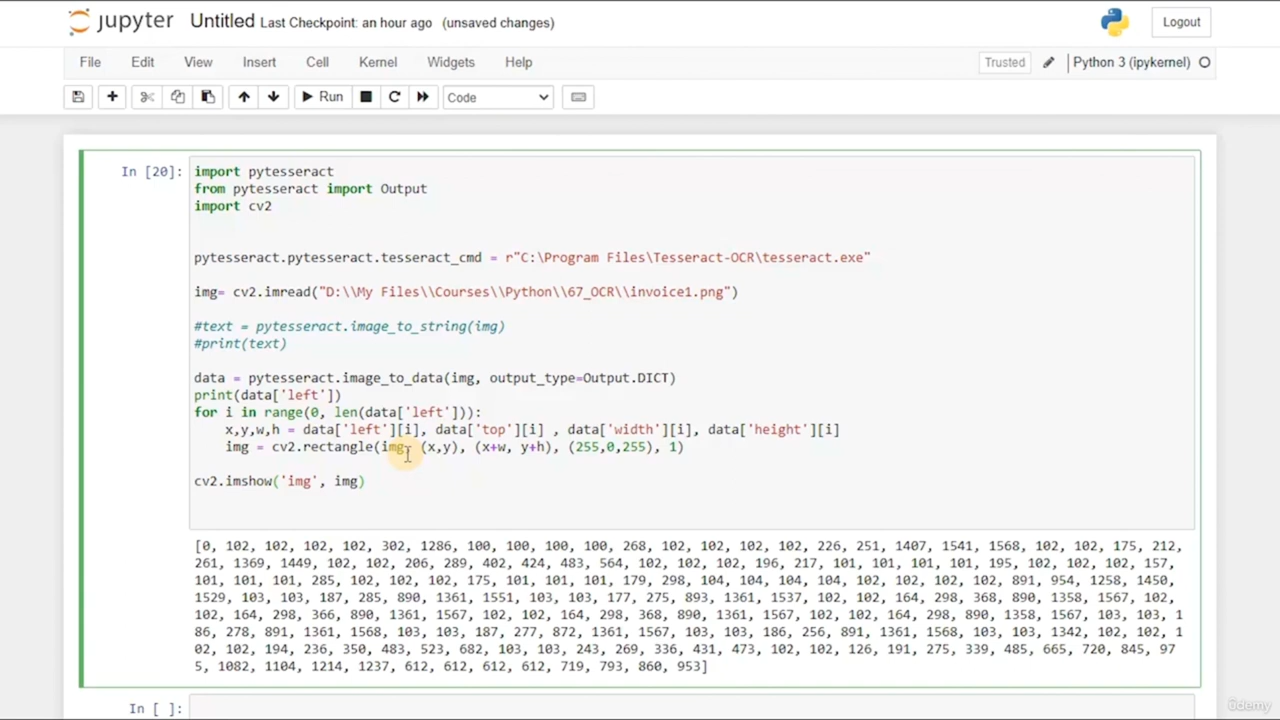 jupyter Untitled Last Checkpoint: an hour ago (unsaved changes) Logout
File Edit View Insert Cell Kernel Widgets Help Trusted Python 3 (ipykernel)
Run Code
In [20]:
import pytesseract
from pytesseract import Output
import cv2
pytesseract.pytesseract.tesseract_cmd = r"C:\Program Files\Tesseract-OCR\tesseract.exe"
img= cv2.imread("D:\\My Files\\Courses\\Python\\67_OCR\\invoice1.png")
#text = pytesseract.image_to_string(img)
#print(text)
data = pytesseract.image_to_data(img, output_type=Output.DICT)
print(data['left'])
for i in range(0, len(data['left'])):
x,y,w,h = data['left'][i], data['top'][i] , data['width'][i], data['height'][i]
img = cv2.rectangle(img, (x,y), (x+w, y+h), (255,0,255), 1)
cv2.imshow('img', img)
[0, 102, 102, 102, 102, 302, 1286, 100, 100, 100, 100, 268, 102, 102, 102, 102, 226, 251, 1407, 1541, 1568, 102, 102, 175, 212,
261, 1369, 1449, 102, 102, 206, 289, 402, 424, 483, 564, 102, 102, 102, 196, 217, 101, 101, 101, 101, 195, 102, 102, 102, 157,
101, 101, 101, 285, 102, 102, 102, 175, 101, 101, 101, 179, 298, 104, 104, 104, 104, 102, 102, 102, 102, 891, 954, 1258, 1450,
1529, 103, 103, 187, 285, 890, 1361, 1551, 103, 103, 177, 275, 893, 1361, 1537, 102, 102, 164, 298, 368, 890, 1358, 1567, 102,
102, 164, 298, 366, 890, 1361, 1567, 102, 102, 164, 298, 368, 890, 1361, 1567, 102, 102, 164, 298, 890, 1358, 1567, 103, 103, 1
86, 278, 891, 1361, 1568, 103, 103, 187, 277, 872, 1361, 1567, 103, 103, 186, 256, 891, 1361, 1568, 103, 103, 1342, 102, 102, 1
02, 102, 194, 236, 350, 483, 523, 682, 103, 103, 243, 269, 336, 431, 473, 102, 102, 126, 191, 275, 339, 485, 665, 720, 845, 97
5, 1082, 1104, 1214, 1237, 612, 612, 612, 612, 719, 793, 860, 953]
In [ ]:
ûdemy